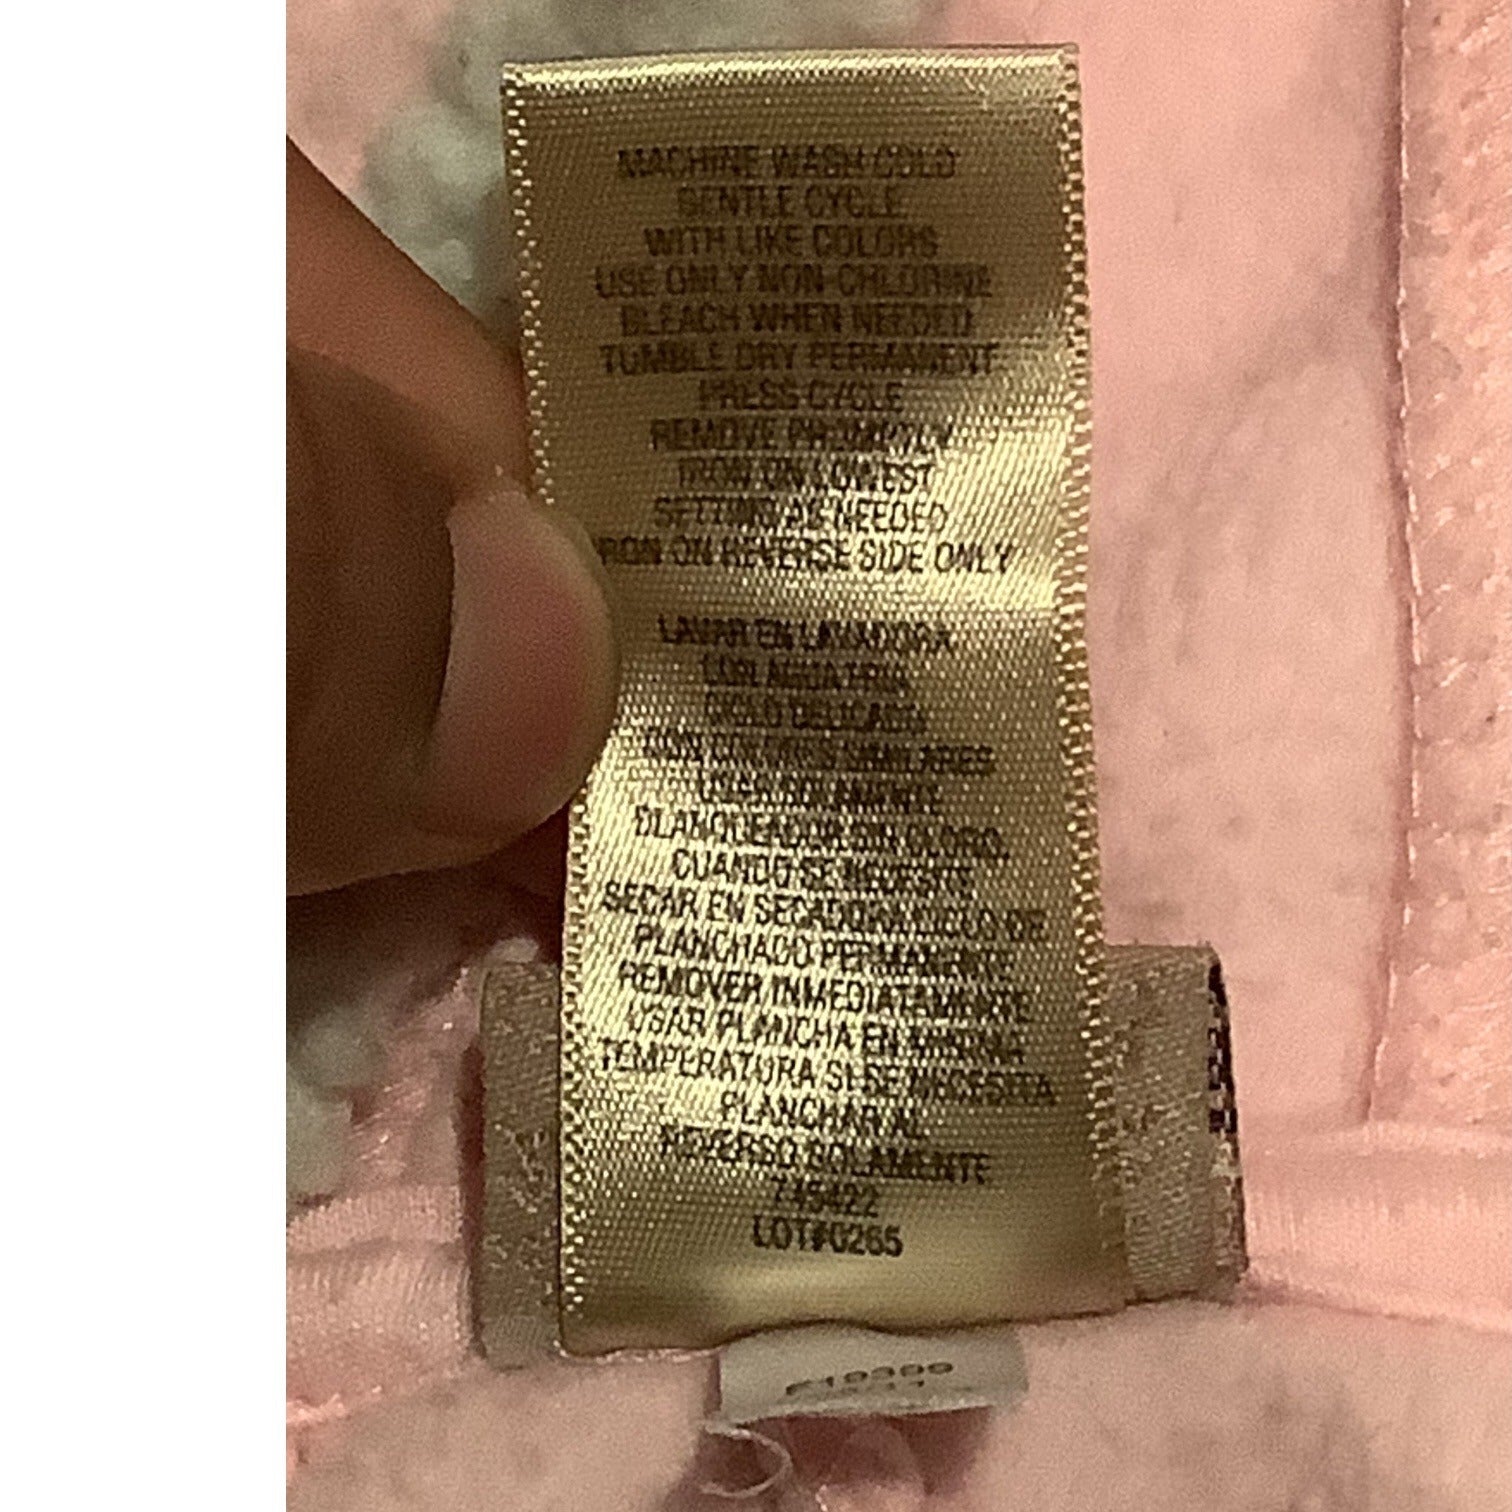 MACHINE WASH COLD
GENTLE CYCLE
WITH LIKE COLORS
USE ONLY NON-CHLORINE
BLEACH WHEN NEEDED
TUMBLE DRY PERMANENT
PRESS CYCLE
REMOVE PROMPTLY
IRON ON LOWEST
SETTING AS NEEDED
IRON ON REVERSE SIDE ONLY
LAVAR EN LAVADORA
CON AGUA FRIA
CICLO DELICADO
CON COLORES SIMILARES
USAR SOLAMENTE
BLANQUEADOR SIN CLORO,
CUANDO SE NECESITE
SECAR EN SECADORA CICLO DE
PLANCHADO PERMANENTE
REMOVER INMEDIATAMENTE
USAR PLANCHA EN MINIMA
TEMPERATURA SI SE NECESITA
PLANCHAR AL
REVERSO SOLAMENTE
745422
LOT#0265